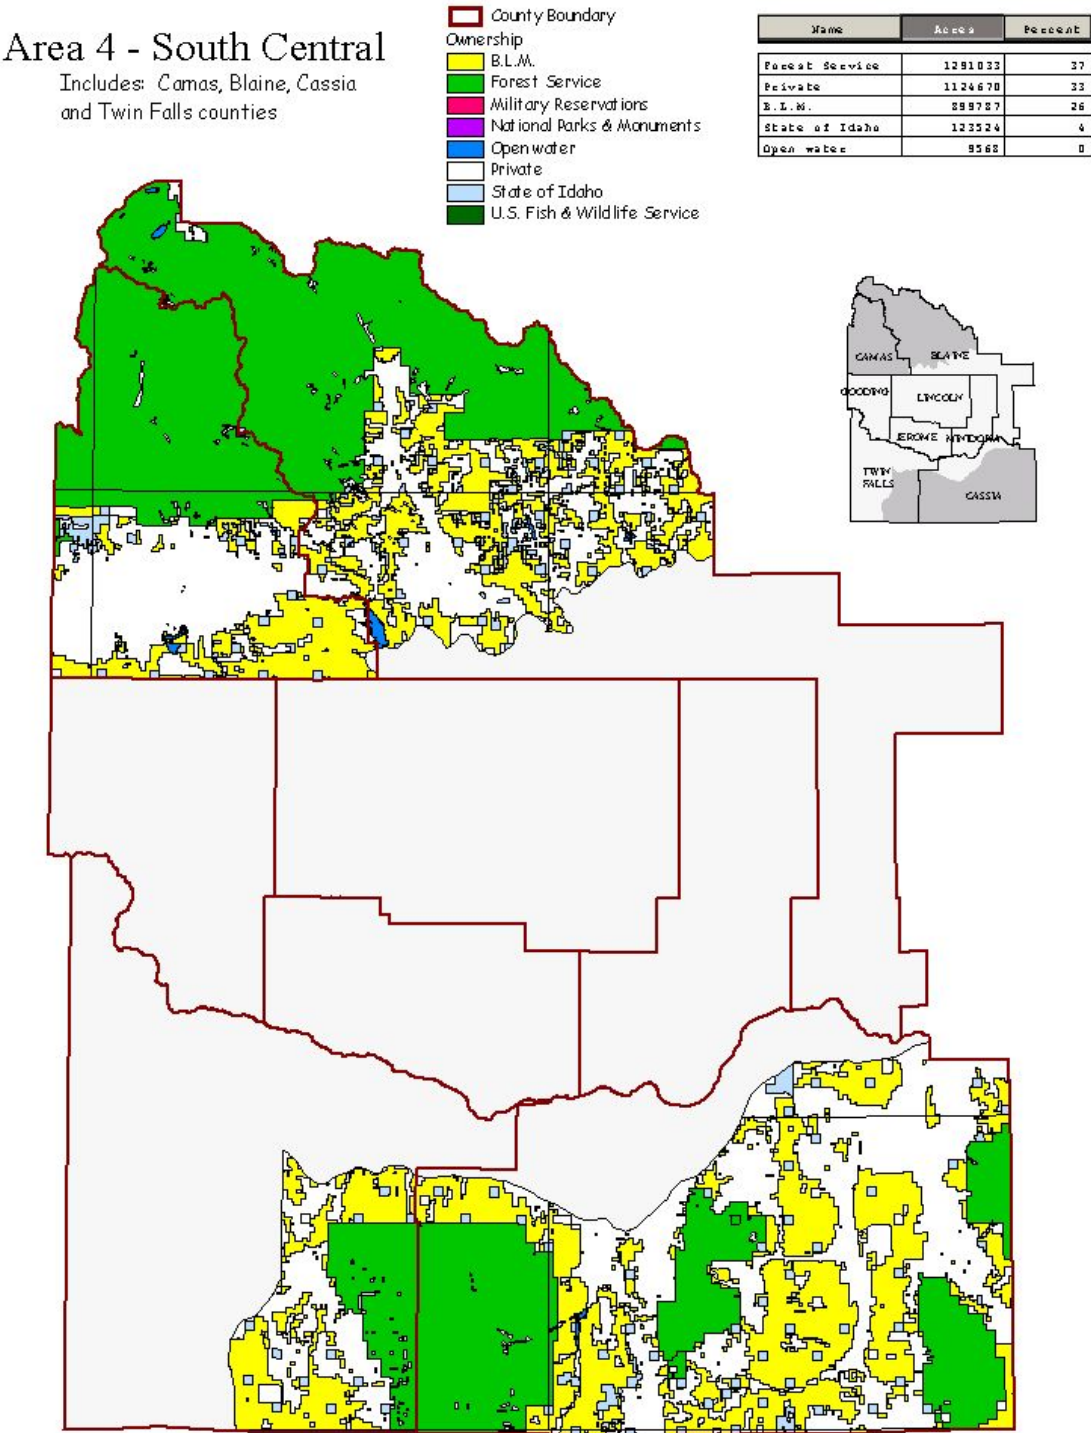 Area 4 - South Central
Includes: Camas, Blaine, Cassia
and Twin Falls counties
County Boundary
Ownership
B.L.M.
Forest Service
Military Reservations
National Parks & Monuments
Open water
Private
State of Idaho
U.S. Fish & Wildlife Service
Name Acres Percent
Forest Service 1291033 37
Private 1124670 33
B.L.M. 899787 26
State of Idaho 123524 4
Open water 9568 0
CAMAS
BLAINE
GOODING
LINCOLN
JEROME
MINIDOKA
TWIN
FALLS
CASSIA